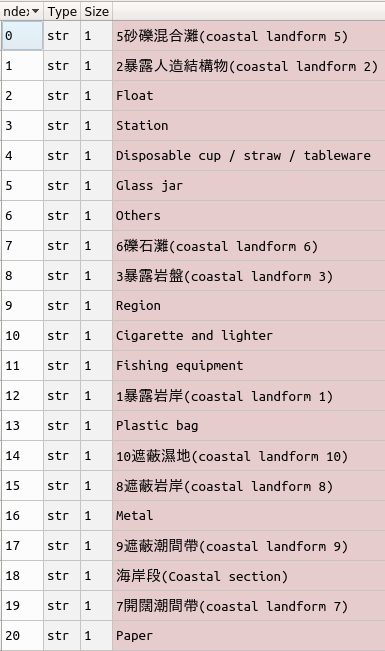 ndex Type Size
0 str 1 5砂礫混合灘(coastal landform 5)
1 str 1 2暴露人造結構物(coastal landform 2)
2 str 1 Float
3 str 1 Station
4 str 1 Disposable cup / straw / tableware
5 str 1 Glass jar
6 str 1 Others
7 str 1 6礫石灘(coastal landform 6)
8 str 1 3暴露岩盤(coastal landform 3)
9 str 1 Region
10 str 1 Cigarette and lighter
11 str 1 Fishing equipment
12 str 1 1暴露岩岸(coastal landform 1)
13 str 1 Plastic bag
14 str 1 10遮蔽濕地(coastal landform 10)
15 str 1 8遮蔽岩岸(coastal landform 8)
16 str 1 Metal
17 str 1 9遮蔽潮間帶(coastal landform 9)
18 str 1 海岸段(Coastal section)
19 str 1 7開闊潮間帶(coastal landform 7)
20 str 1 Paper